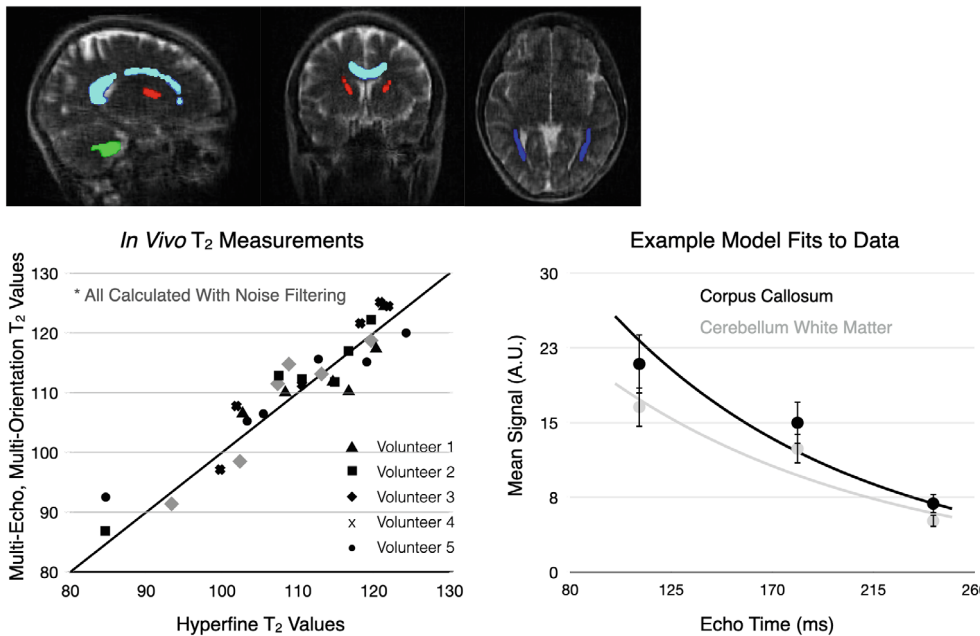 In Vivo T₂ Measurements
Multi-Echo, Multi-Orientation T₂ Values
130
120
110
100
90
80
* All Calculated With Noise Filtering
Volunteer 1
Volunteer 2
Volunteer 3
x Volunteer 4
Volunteer 5
80 90 100 110 120 130
Hyperfine T₂ Values
Example Model Fits to Data
Mean Signal (A.U.)
30
23
15
8
0
Corpus Callosum
Cerebellum White Matter
80 125 170 215 260
Echo Time (ms)